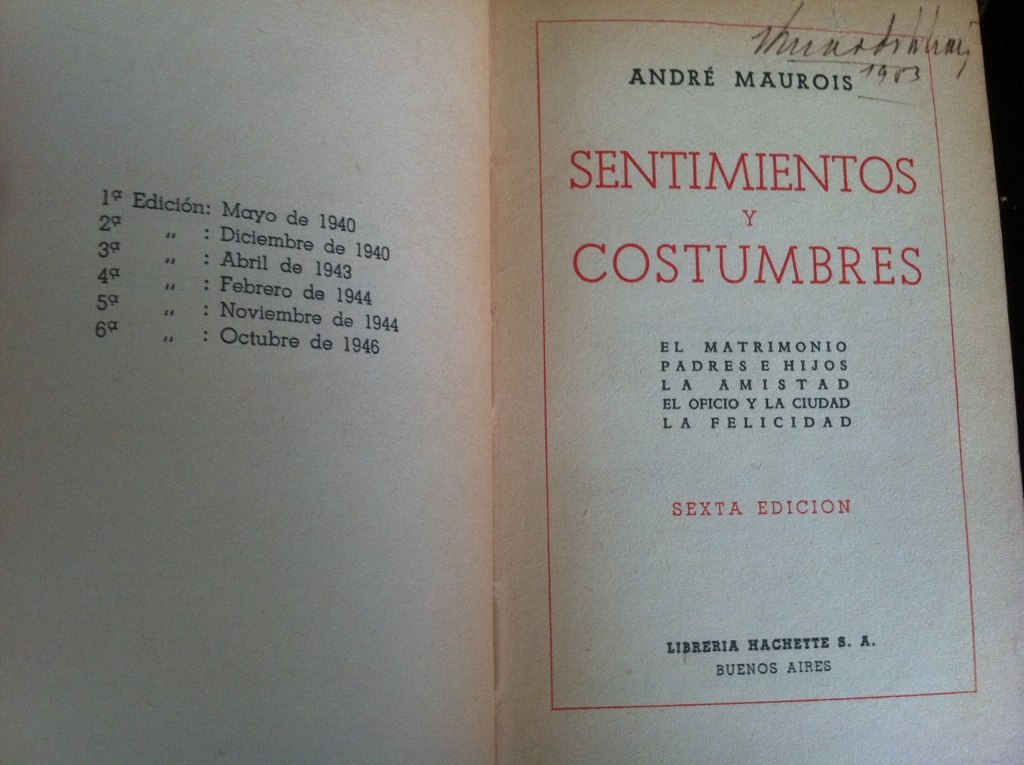 1ª Edición: Mayo de 1940
2ª „ : Diciembre de 1940
3ª „ : Abril de 1943
4ª „ : Febrero de 1944
5ª „ : Noviembre de 1944
6ª „ : Octubre de 1946
ANDRÉ MAUROIS
SENTIMIENTOS
Y
COSTUMBRES
EL MATRIMONIO
PADRES E HIJOS
LA AMISTAD
EL OFICIO Y LA CIUDAD
LA FELICIDAD
SEXTA EDICION
LIBRERIA HACHETTE S. A.
BUENOS AIRES